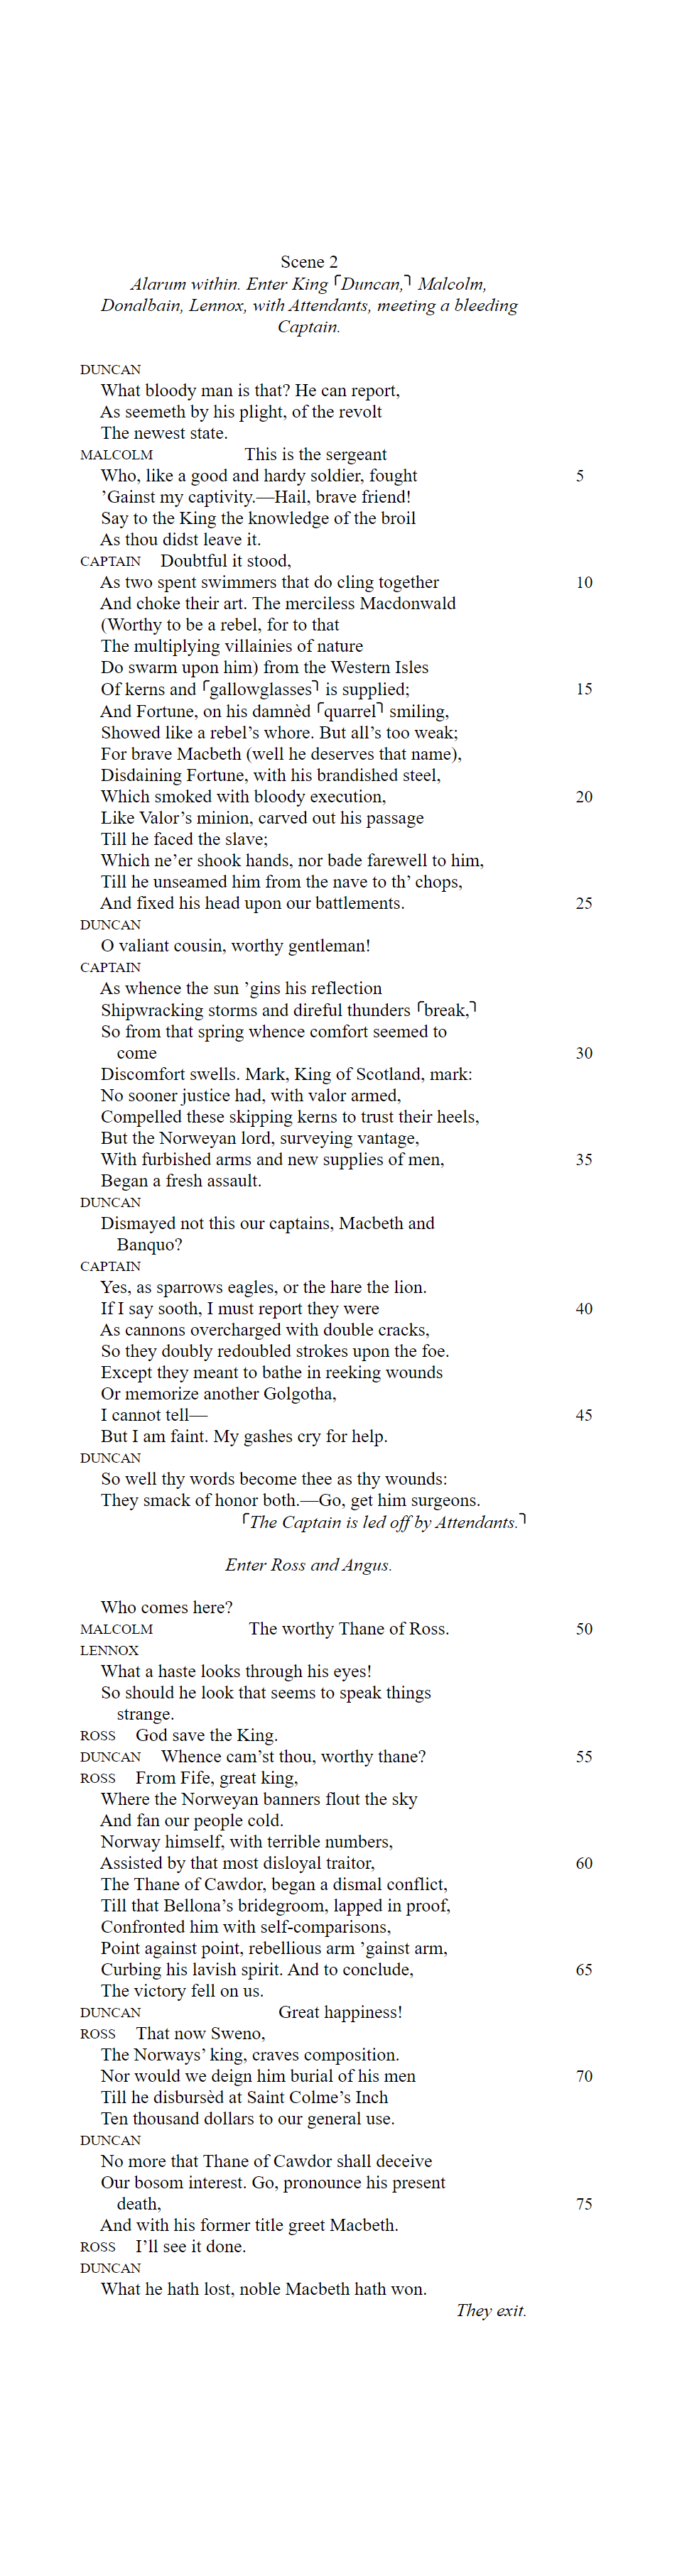 Scene 2
Alarum within. Enter King ⌜Duncan,⌝ Malcolm,
Donalbain, Lennox, with Attendants, meeting a bleeding
Captain.
DUNCAN
What bloody man is that? He can report,
As seemeth by his plight, of the revolt
The newest state.
MALCOLM This is the sergeant
Who, like a good and hardy soldier, fought 5
’Gainst my captivity.—Hail, brave friend!
Say to the King the knowledge of the broil
As thou didst leave it.
CAPTAIN Doubtful it stood,
As two spent swimmers that do cling together 10
And choke their art. The merciless Macdonwald
(Worthy to be a rebel, for to that
The multiplying villainies of nature
Do swarm upon him) from the Western Isles
Of kerns and ⌜gallowglasses⌝ is supplied; 15
And Fortune, on his damnèd ⌜quarrel⌝ smiling,
Showed like a rebel’s whore. But all’s too weak;
For brave Macbeth (well he deserves that name),
Disdaining Fortune, with his brandished steel,
Which smoked with bloody execution, 20
Like Valor’s minion, carved out his passage
Till he faced the slave;
Which ne’er shook hands, nor bade farewell to him,
Till he unseamed him from the nave to th’ chops,
And fixed his head upon our battlements. 25
DUNCAN
O valiant cousin, worthy gentleman!
CAPTAIN
As whence the sun ’gins his reflection
Shipwracking storms and direful thunders ⌜break,⌝
So from that spring whence comfort seemed to
come 30
Discomfort swells. Mark, King of Scotland, mark:
No sooner justice had, with valor armed,
Compelled these skipping kerns to trust their heels,
But the Norweyan lord, surveying vantage,
With furbished arms and new supplies of men, 35
Began a fresh assault.
DUNCAN
Dismayed not this our captains, Macbeth and
Banquo?
CAPTAIN
Yes, as sparrows eagles, or the hare the lion.
If I say sooth, I must report they were 40
As cannons overcharged with double cracks,
So they doubly redoubled strokes upon the foe.
Except they meant to bathe in reeking wounds
Or memorize another Golgotha,
I cannot tell— 45
But I am faint. My gashes cry for help.
DUNCAN
So well thy words become thee as thy wounds:
They smack of honor both.—Go, get him surgeons.
⌜The Captain is led off by Attendants.⌝
Enter Ross and Angus.
Who comes here?
MALCOLM The worthy Thane of Ross. 50
LENNOX
What a haste looks through his eyes!
So should he look that seems to speak things
strange.
ROSS God save the King.
DUNCAN Whence cam’st thou, worthy thane? 55
ROSS From Fife, great king,
Where the Norweyan banners flout the sky
And fan our people cold.
Norway himself, with terrible numbers,
Assisted by that most disloyal traitor, 60
The Thane of Cawdor, began a dismal conflict,
Till that Bellona’s bridegroom, lapped in proof,
Confronted him with self-comparisons,
Point against point, rebellious arm ’gainst arm,
Curbing his lavish spirit. And to conclude, 65
The victory fell on us.
DUNCAN Great happiness!
ROSS That now Sweno,
The Norways’ king, craves composition.
Nor would we deign him burial of his men 70
Till he disbursèd at Saint Colme’s Inch
Ten thousand dollars to our general use.
DUNCAN
No more that Thane of Cawdor shall deceive
Our bosom interest. Go, pronounce his present
death, 75
And with his former title greet Macbeth.
ROSS I’ll see it done.
DUNCAN
What he hath lost, noble Macbeth hath won.
They exit.